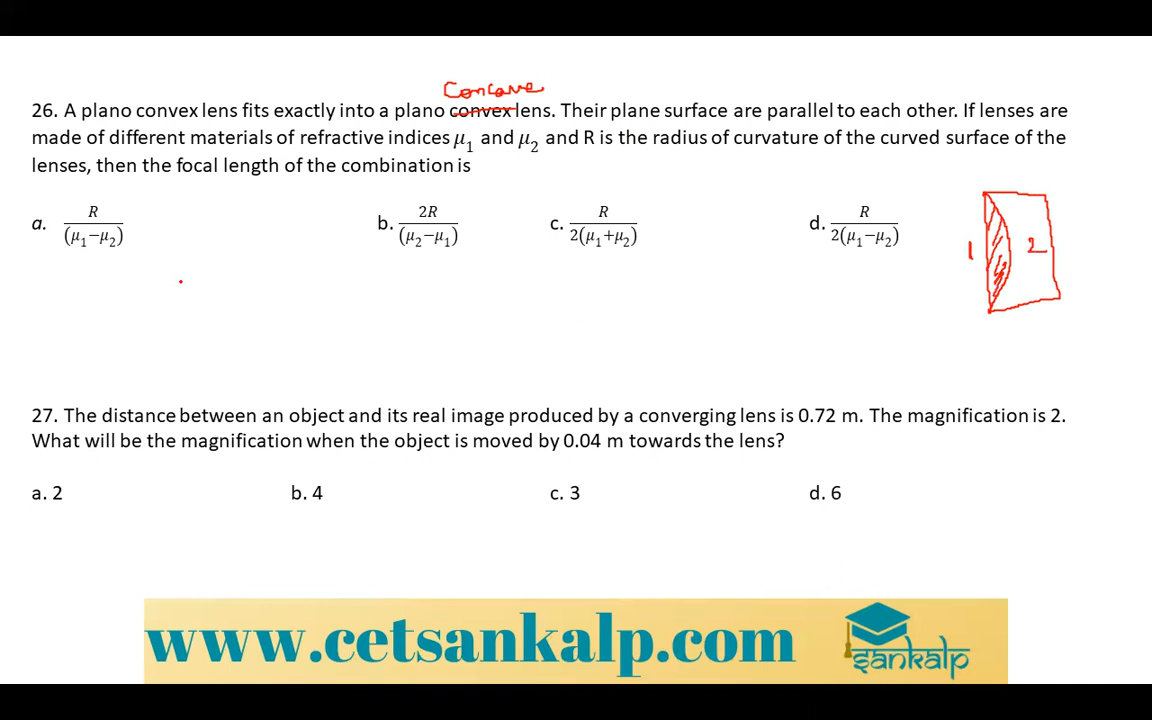 Concave
26. A plano convex lens fits exactly into a plano convex lens. Their plane surface are parallel to each other. If lenses are
made of different materials of refractive indices μ₁ and μ₂ and R is the radius of curvature of the curved surface of the
lenses, then the focal length of the combination is
a. R/(μ₁−μ₂) b. 2R/(μ₂−μ₁) c. R/2(μ₁+μ₂) d. R/2(μ₁−μ₂)
1 2
27. The distance between an object and its real image produced by a converging lens is 0.72 m. The magnification is 2.
What will be the magnification when the object is moved by 0.04 m towards the lens?
a. 2 b. 4 c. 3 d. 6
www.cetsankalp.com
sankalp